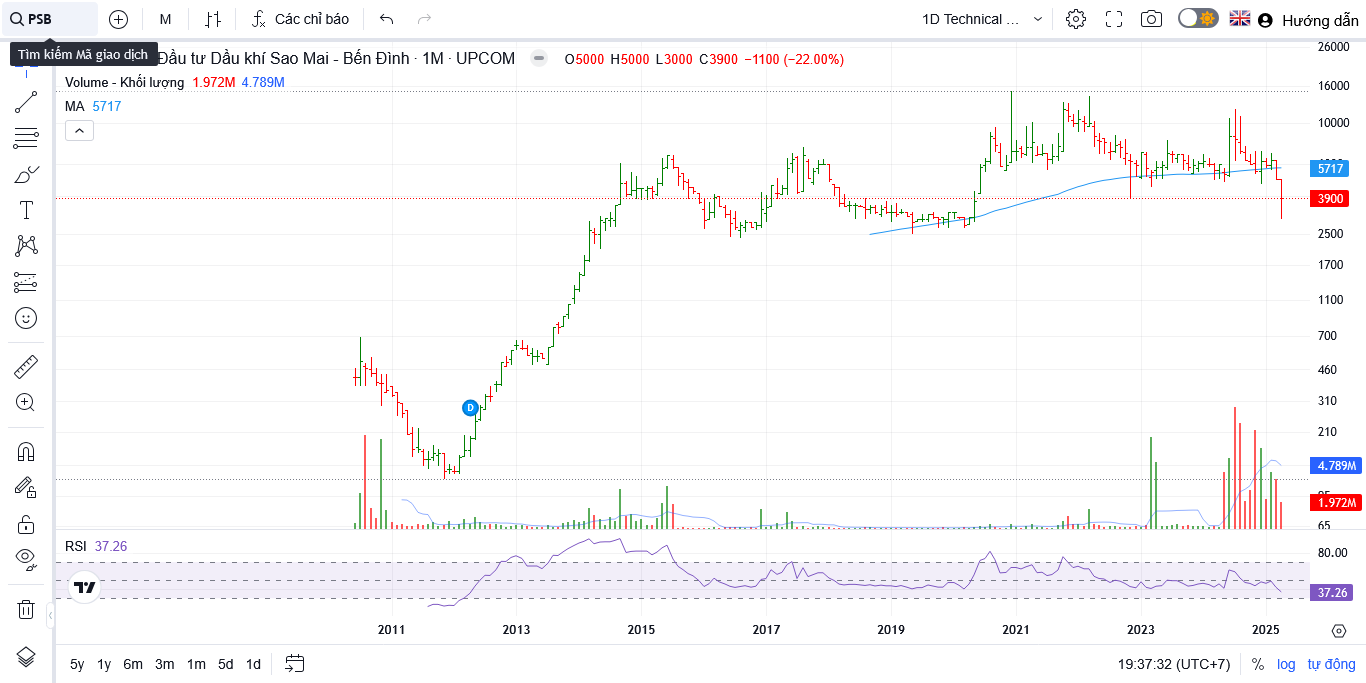 PSB
M
Các chỉ báo
1D Technical ...
Hướng dẫn
Tìm kiếm Mã giao dịch
Đầu tư Dầu khí Sao Mai - Bến Đình · 1M · UPCOM
O5000 H5000 L3000 C3900 −1100 (−22.00%)
Volume - Khối lượng 1.972M 4.789M
MA 5717
26000
16000
10000
5717
3900
2500
1700
1100
700
460
310
210
4.789M
1.972M
65
D
RSI 37.26
80.00
37.26
2011 2013 2015 2017 2019 2021 2023 2025
5y 1y 6m 3m 1m 5d 1d
19:37:32 (UTC+7)
% log tự động